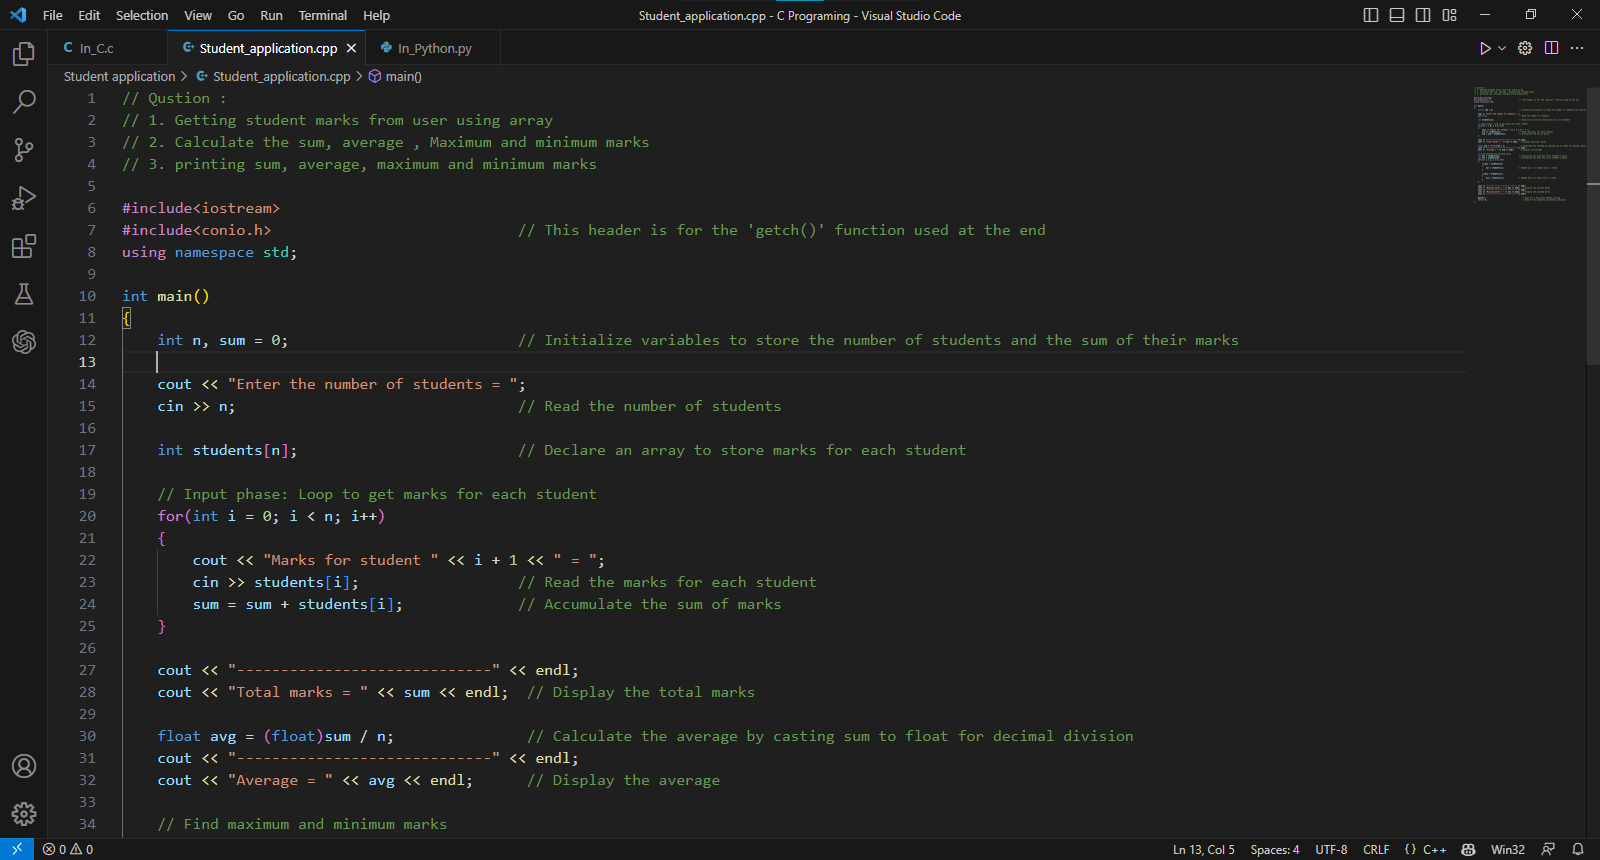 File Edit Selection View Go Run Terminal Help Student_application.cpp - C Programing - Visual Studio Code
In_C.c Student_application.cpp In_Python.py
Student application > Student_application.cpp > main()
1 // Qustion :
2 // 1. Getting student marks from user using array
3 // 2. Calculate the sum, average , Maximum and minimum marks
4 // 3. printing sum, average, maximum and minimum marks
5
6 #include<iostream>
7 #include<conio.h> // This header is for the 'getch()' function used at the end
8 using namespace std;
9
10 int main()
11 {
12 int n, sum = 0; // Initialize variables to store the number of students and the sum of their marks
13
14 cout << "Enter the number of students = ";
15 cin >> n; // Read the number of students
16
17 int students[n]; // Declare an array to store marks for each student
18
19 // Input phase: Loop to get marks for each student
20 for(int i = 0; i < n; i++)
21 {
22 cout << "Marks for student " << i + 1 << " = ";
23 cin >> students[i]; // Read the marks for each student
24 sum = sum + students[i]; // Accumulate the sum of marks
25 }
26
27 cout << "-----------------------------" << endl;
28 cout << "Total marks = " << sum << endl; // Display the total marks
29
30 float avg = (float)sum / n; // Calculate the average by casting sum to float for decimal division
31 cout << "-----------------------------" << endl;
32 cout << "Average = " << avg << endl; // Display the average
33
34 // Find maximum and minimum marks
0 0 Ln 13, Col 5 Spaces: 4 UTF-8 CRLF {} C++ Win32